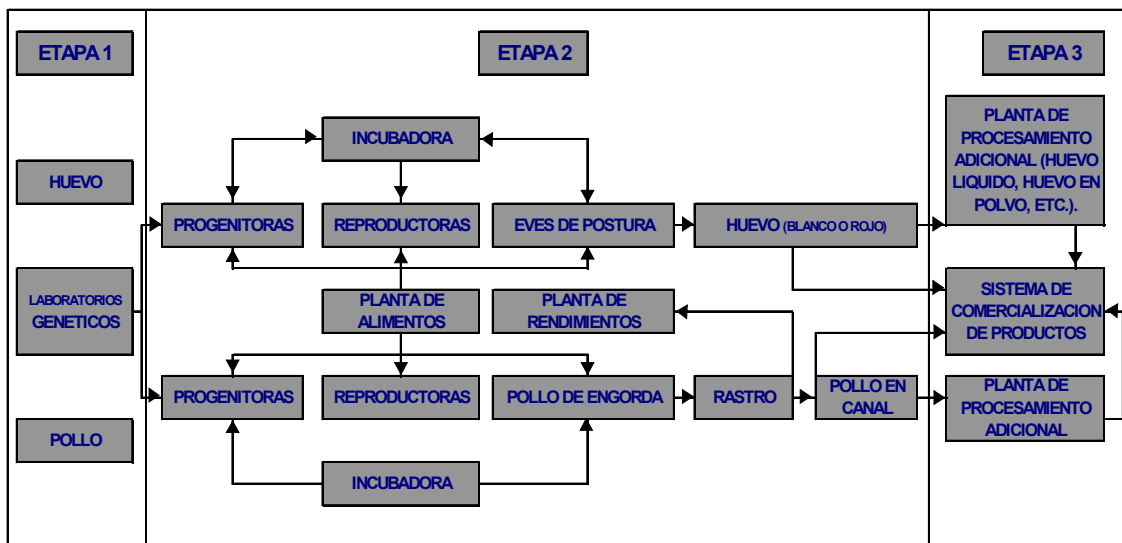 ETAPA 1
ETAPA 2
ETAPA 3
HUEVO
LABORATORIOS
GENETICOS
POLLO
INCUBADORA
PROGENITORAS
REPRODUCTORAS
EVES DE POSTURA
HUEVO (BLANCO O ROJO)
PLANTA DE
ALIMENTOS
PLANTA DE
RENDIMIENTOS
PROGENITORAS
REPRODUCTORAS
POLLO DE ENGORDA
RASTRO
POLLO EN
CANAL
INCUBADORA
PLANTA DE
PROCESAMIENTO
ADICIONAL (HUEVO
LIQUIDO, HUEVO EN
POLVO, ETC.).
SISTEMA DE
COMERCIALIZACION
DE PRODUCTOS
PLANTA DE
PROCESAMIENTO
ADICIONAL